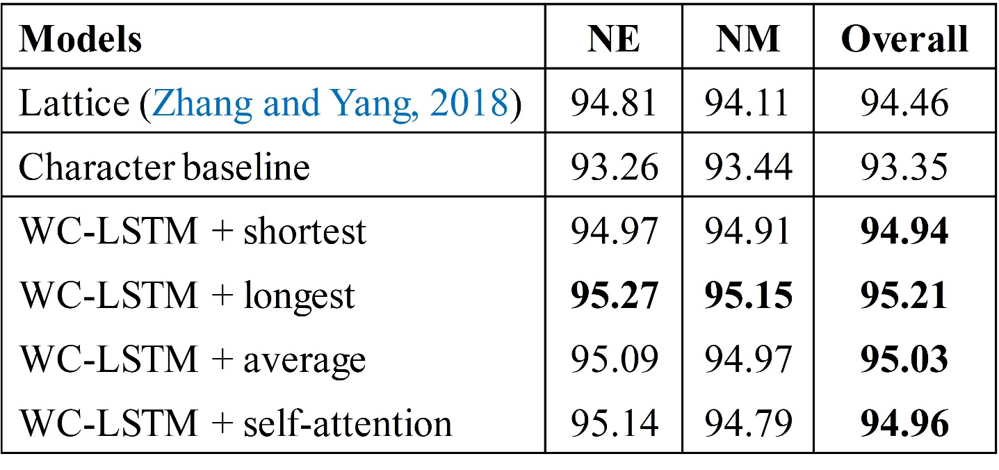 Models NE NM Overall
Lattice (Zhang and Yang, 2018) 94.81 94.11 94.46
Character baseline 93.26 93.44 93.35
WC-LSTM + shortest 94.97 94.91 94.94
WC-LSTM + longest 95.27 95.15 95.21
WC-LSTM + average 95.09 94.97 95.03
WC-LSTM + self-attention 95.14 94.79 94.96